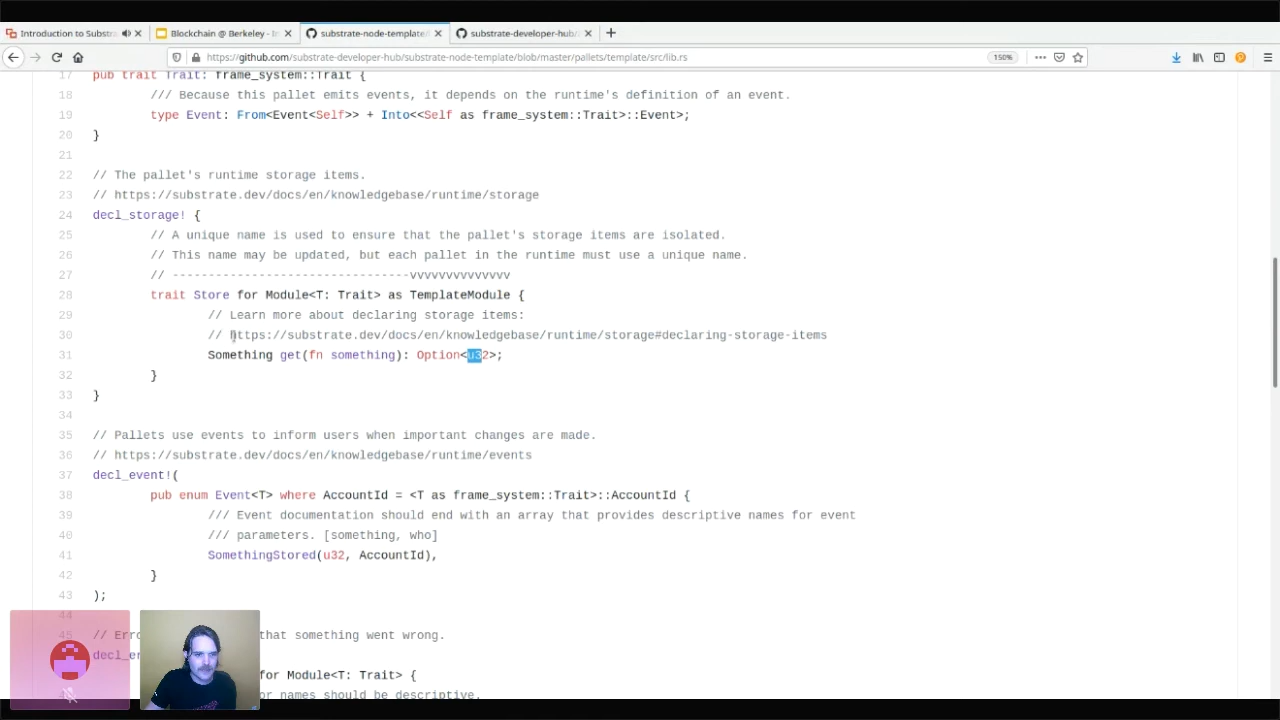 Introduction to Substr
Blockchain @ Berkeley - In
substrate-node-template/
substrate-developer-hub/
https://github.com/substrate-developer-hub/substrate-node-template/blob/master/pallets/template/src/lib.rs
150%
17 pub trait Trait: frame_system::Trait {
18 /// Because this pallet emits events, it depends on the runtime's definition of an event.
19 type Event: From<Event<Self>> + Into<<Self as frame_system::Trait>::Event>;
20 }
21
22 // The pallet's runtime storage items.
23 // https://substrate.dev/docs/en/knowledgebase/runtime/storage
24 decl_storage! {
25 // A unique name is used to ensure that the pallet's storage items are isolated.
26 // This name may be updated, but each pallet in the runtime must use a unique name.
27 // ---------------------------------vvvvvvvvvvvvvv
28 trait Store for Module<T: Trait> as TemplateModule {
29 // Learn more about declaring storage items:
30 // https://substrate.dev/docs/en/knowledgebase/runtime/storage#declaring-storage-items
31 Something get(fn something): Option<u32>;
32 }
33 }
34
35 // Pallets use events to inform users when important changes are made.
36 // https://substrate.dev/docs/en/knowledgebase/runtime/events
37 decl_event!(
38 pub enum Event<T> where AccountId = <T as frame_system::Trait>::AccountId {
39 /// Event documentation should end with an array that provides descriptive names for event
40 /// parameters. [something, who]
41 SomethingStored(u32, AccountId),
42 }
43 );
44
45 // Erro that something went wrong.
decl_er
for Module<T: Trait> {
or names should be descriptive.